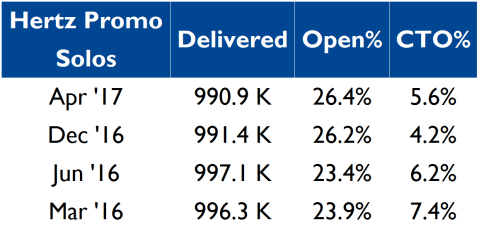 Hertz Promo Solos Delivered Open% CTO%
Apr '17 990.9 K 26.4% 5.6%
Dec '16 991.4 K 26.2% 4.2%
Jun '16 997.1 K 23.4% 6.2%
Mar '16 996.3 K 23.9% 7.4%